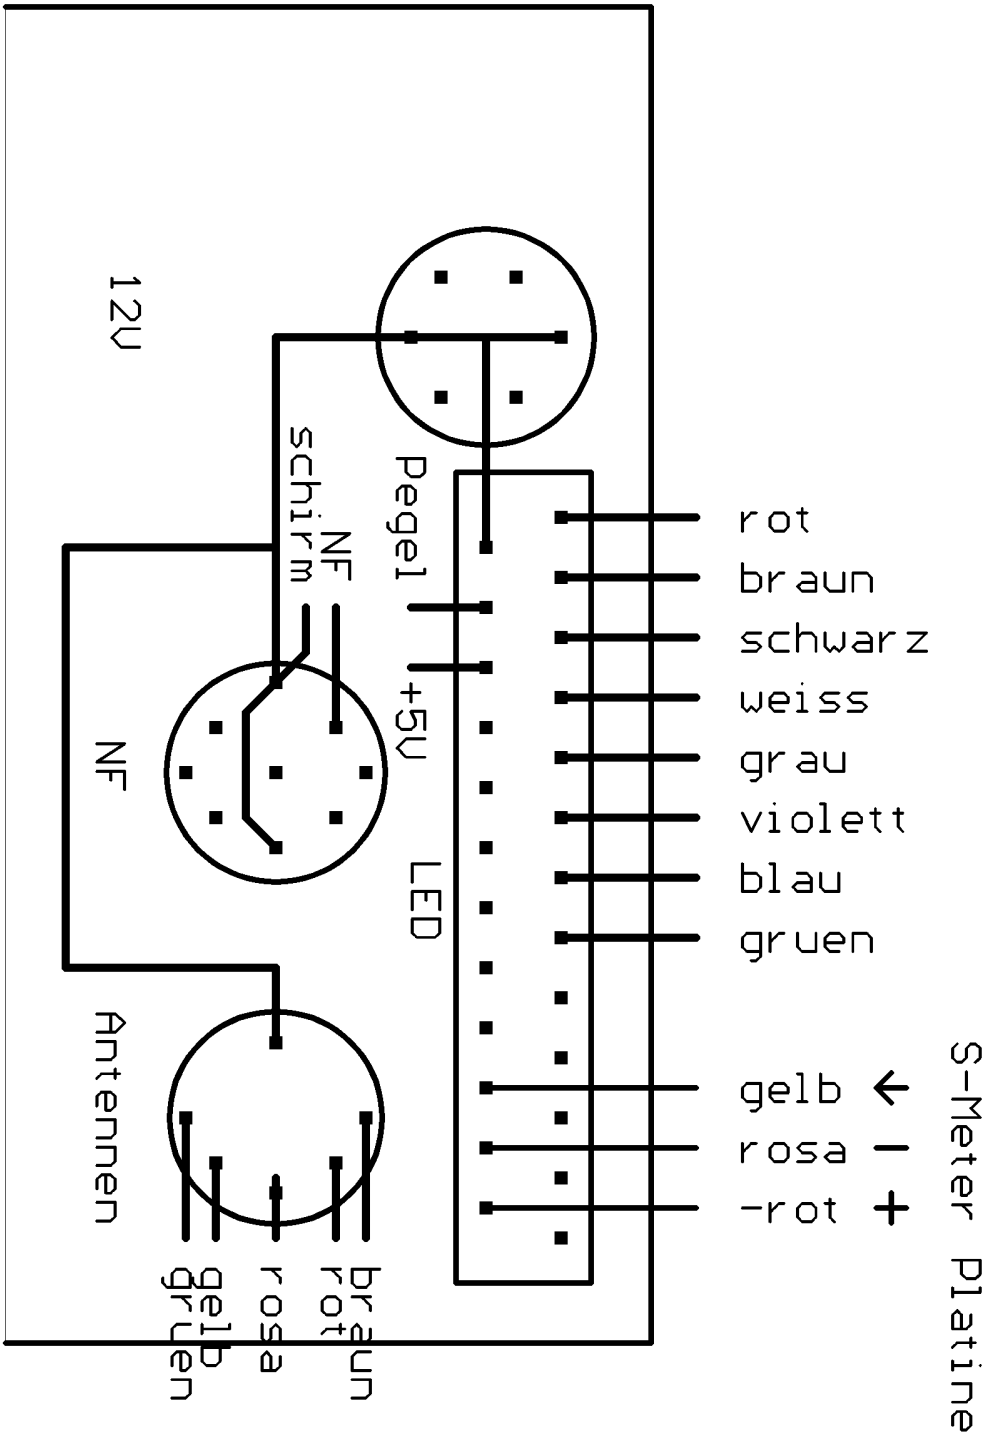 12V
schirm
NF
Pegel
+5V
NF
LED
Antennen
rot
braun
schwarz
weiss
grau
violett
blau
gruen
gelb ←
rosa −
-rot +
S-Meter Platine
gruen
gelb
rosa
rot
braun